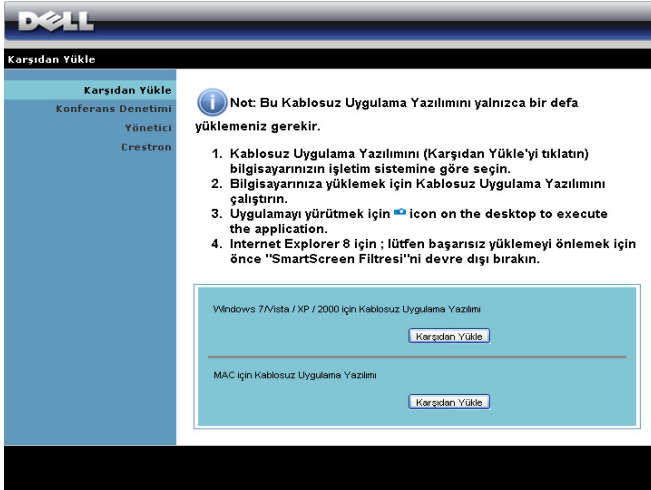 DELL
Karşıdan Yükle
Karşıdan Yükle
Konferans Denetimi
Yönetici
Crestron
Not: Bu Kablosuz Uygulama Yazılımını yalnızca bir defa
yüklemeniz gerekir.
1. Kablosuz Uygulama Yazılımını (Karşıdan Yükle'yi tıklatın)
bilgisayarınızın işletim sistemine göre seçin.
2. Bilgisayarınıza yüklemek için Kablosuz Uygulama Yazılımını
çalıştırın.
3. Uygulamayı yürütmek için icon on the desktop to execute
the application.
4. Internet Explorer 8 için ; lütfen başarısız yüklemeyi önlemek için
önce "SmartScreen Filtresi"ni devre dışı bırakın.
Windows 7/Vista / XP / 2000 için Kablosuz Uygulama Yazılımı
Karşıdan Yükle
MAC için Kablosuz Uygulama Yazılımı
Karşıdan Yükle